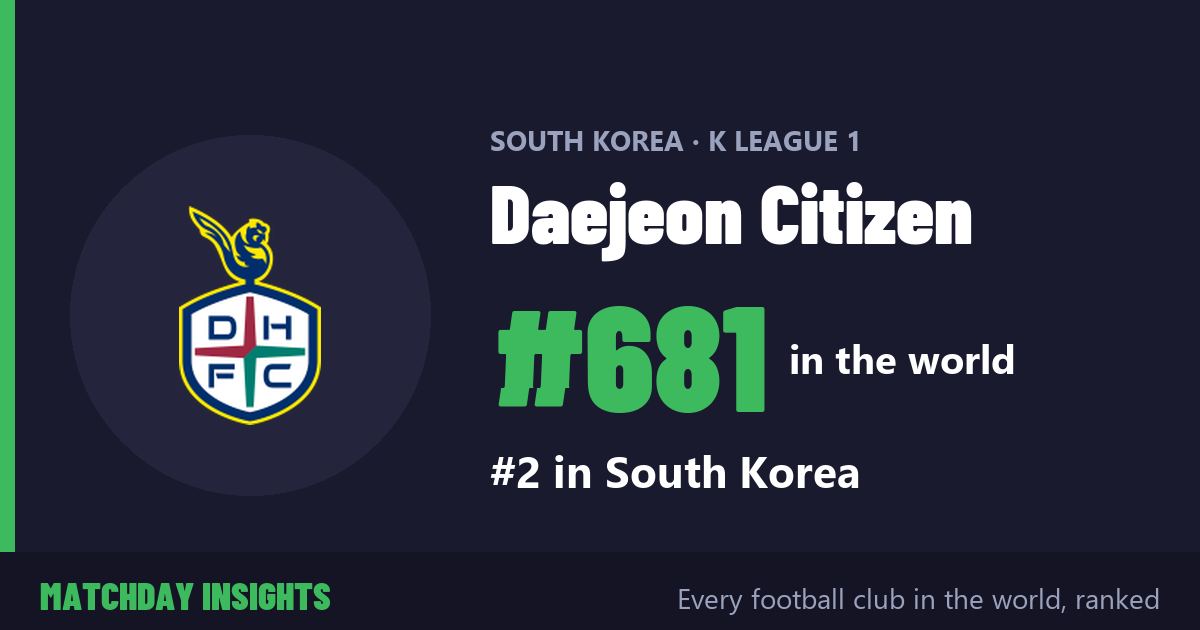 SOUTH KOREA · K LEAGUE 1
Daejeon Citizen
D H
F C
#681 in the world
#2 in South Korea
MATCHDAY INSIGHTS
Every football club in the world, ranked